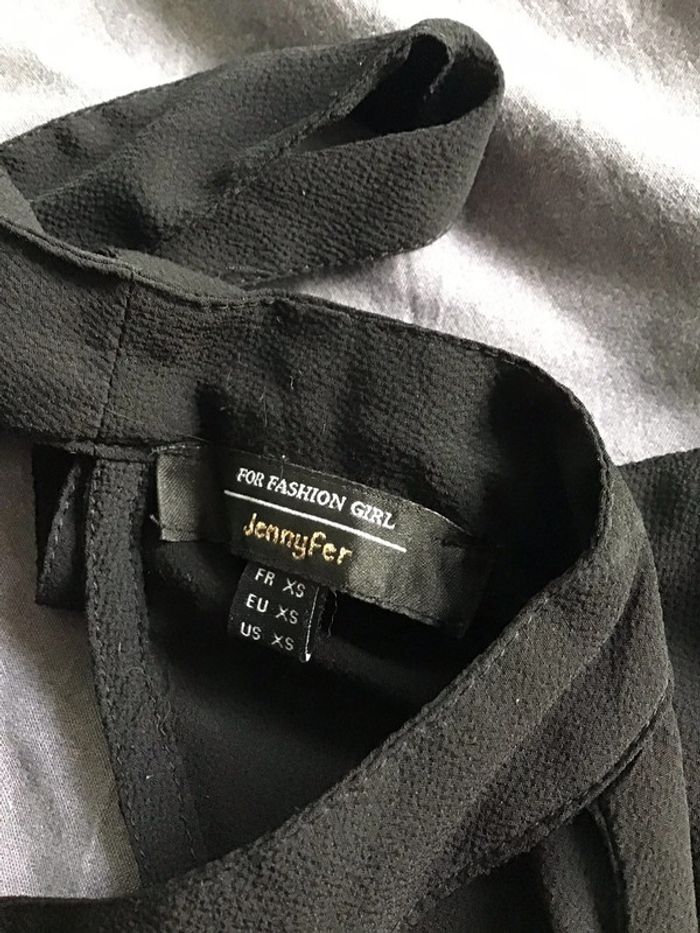 FOR FASHION GIRL
Jennyfer
FR XS
EU XS
US XS